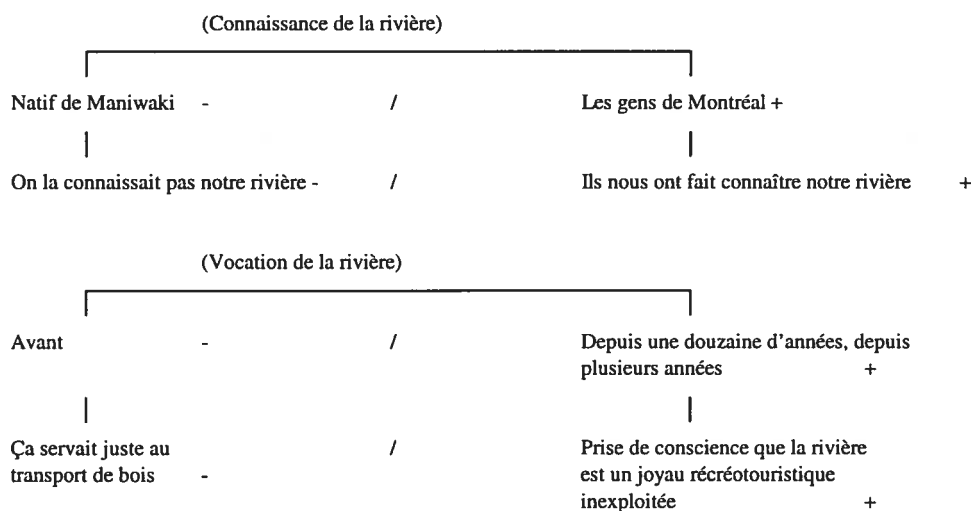 (Connaissance de la rivière)
Natif de Maniwaki - / Les gens de Montréal +
On la connaissait pas notre rivière - / Ils nous ont fait connaître notre rivière +
(Vocation de la rivière)
Avant - / Depuis une douzaine d'années, depuis
plusieurs années +
Ça servait juste au / Prise de conscience que la rivière
transport de bois - est un joyau récréotouristique
inexploitée +